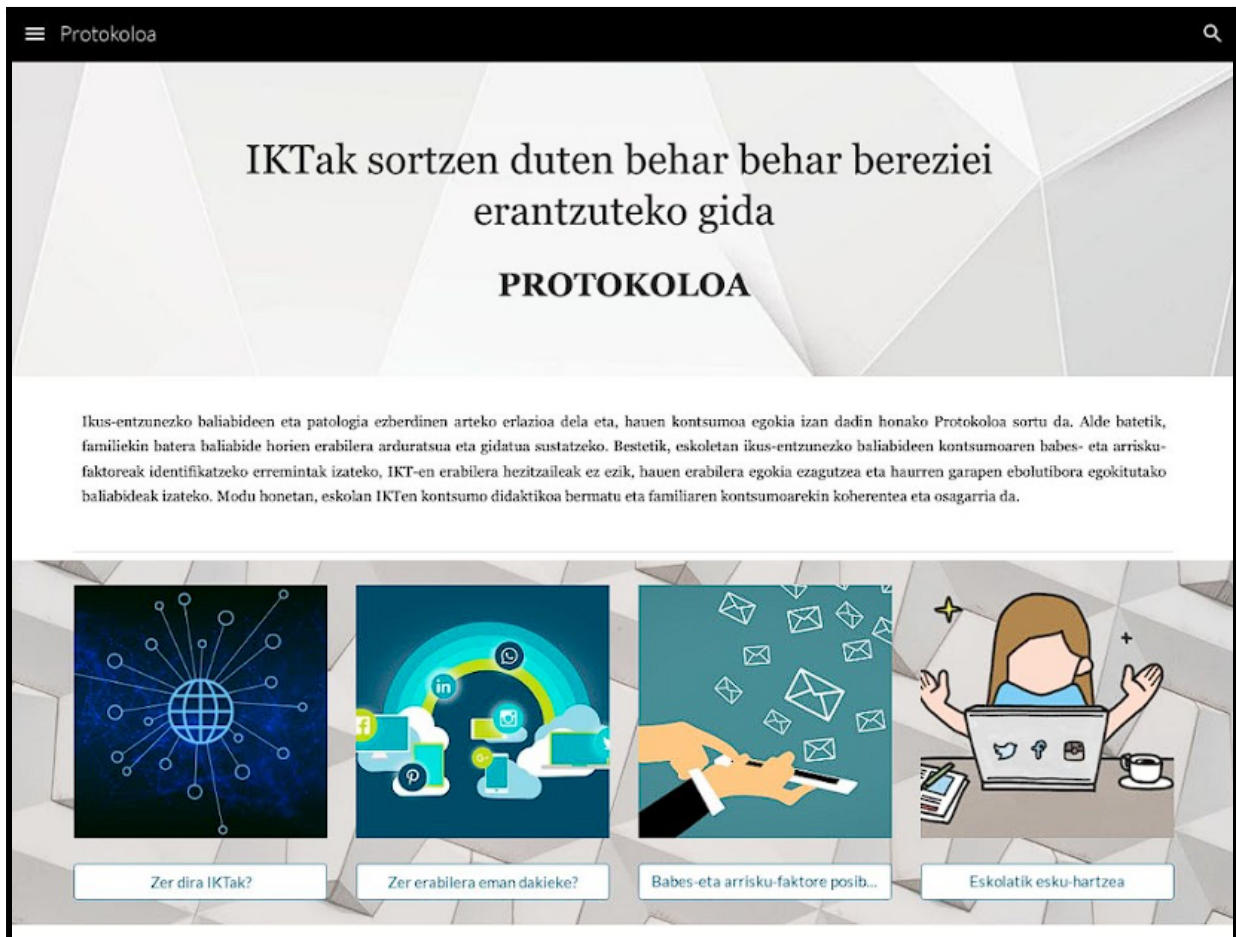 Protokoloa
IKTak sortzen duten behar behar bereziei
erantzuteko gida
PROTOKOLOA
Ikus-entzunezko baliabideen eta patologia ezberdinen arteko erlazioa dela eta, hauen kontsumoa egokia izan dadin honako Protokoloa sortu da. Alde batetik,
familiekin batera baliabide horien erabilera arduratsua eta gidatua sustatzeko. Bestetik, eskoletan ikus-entzunezko baliabideen kontsumoaren babes- eta arrisku-
faktoreak identifikatzeko erremintak izateko, IKT-en erabilera hezitzaileak ez ezik, hauen erabilera egokia ezagutzea eta haurren garapen ebolutibora egokitutako
baliabideak izateko. Modu honetan, eskolan IKTen kontsumo didaktikoa bermatu eta familiaren kontsumoarekin koherentea eta osagarria da.
in
G+
Zer dira IKTak?
Zer erabilera eman dakieke?
Babes-eta arrisku-faktore posib...
Eskolatik esku-hartzea